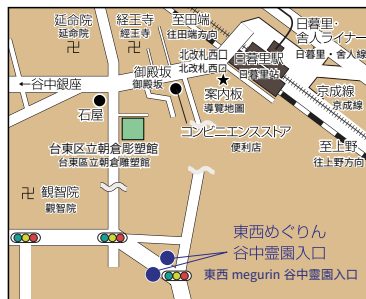 延命院
延命院
経王寺
經王寺
至田端
往田端方向
日暮里・
舎人ライナー
日暮里・舎人線
北改札西口
北改札西口
日暮里駅
日暮里站
御殿坂
御殿坂
←谷中銀座
案内板
導覽地圖
京成線
京成線
石屋
コンビニエンスストア
便利店
台東区立朝倉彫塑館
台東區立朝倉雕塑館
至上野
往上野方向
観智院
觀智院
東西めぐりん
谷中霊園入口
東西 megurin 谷中靈園入口